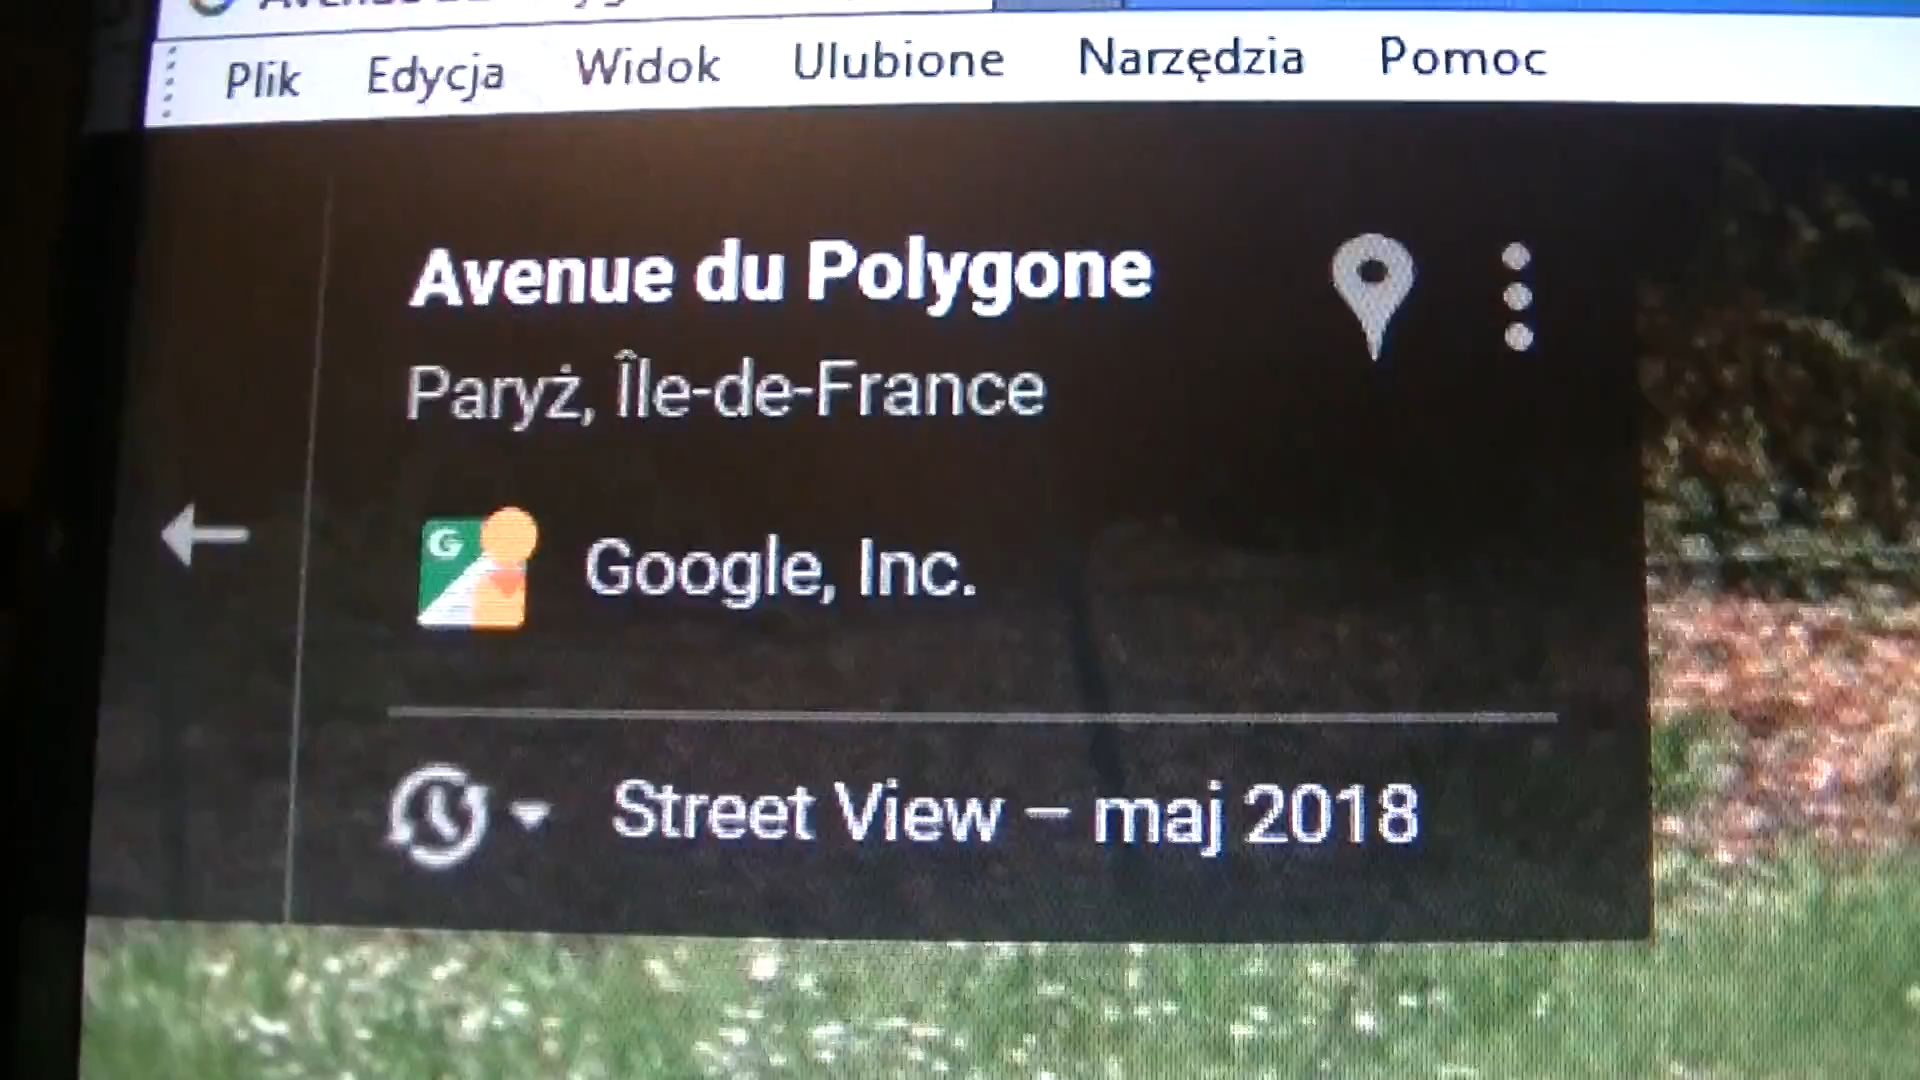 Plik Edycja Widok Ulubione Narzędzia Pomoc
Avenue du Polygone
Paryż, Île-de-France
G
Google, Inc.
Street View – maj 2018